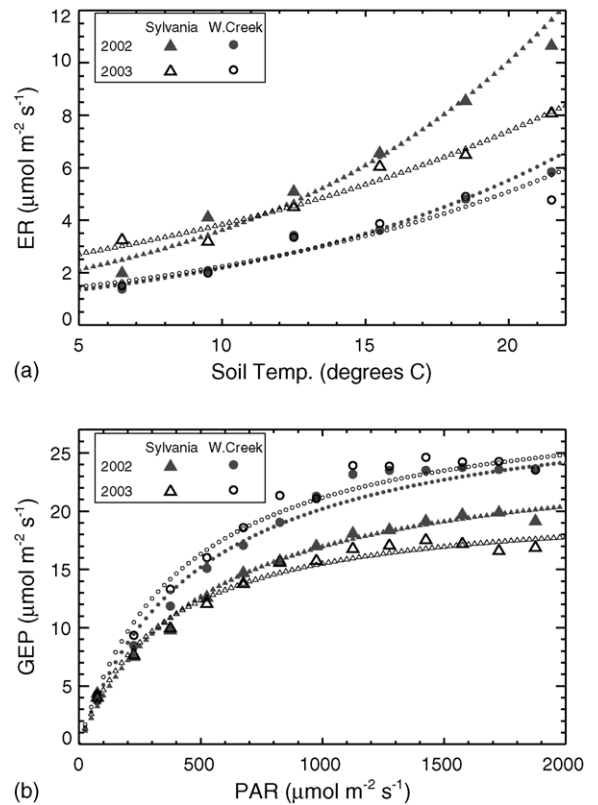 12
10
8
6
4
2
0
ER (μmol m⁻² s⁻¹)
Sylvania W.Creek
2002
2003
5 10 15 20
Soil Temp. (degrees C)
(a)
25
20
15
10
5
0
GEP (μmol m⁻² s⁻¹)
Sylvania W.Creek
2002
2003
0 500 1000 1500 2000
PAR (μmol m⁻² s⁻¹)
(b)